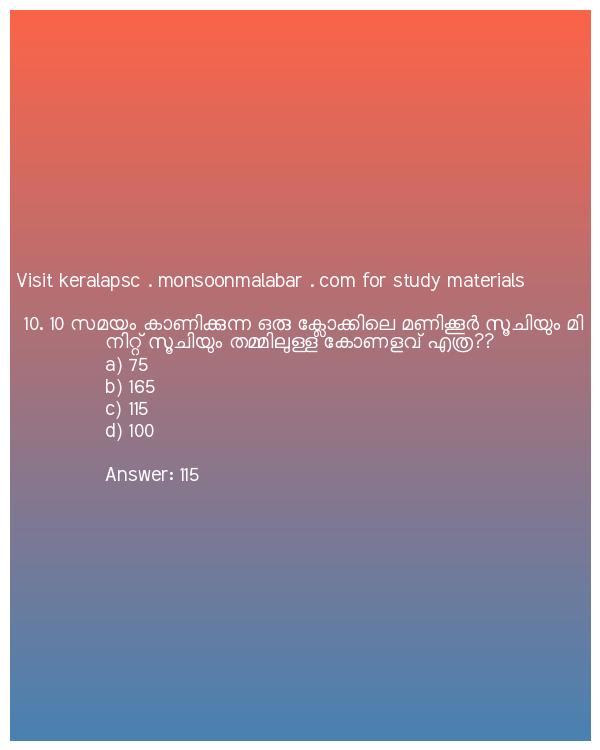 Visit keralapsc . monsoonmalabar . com for study materials
10. 10 സമയം കാണിക്കുന്ന ഒരു ക്ലോക്കിലെ മണിക്കൂർ സൂചിയും മി
നിറ്റ് സൂചിയും തമ്മിലുള്ള കോണളവ് എത്ര??
a) 75
b) 165
c) 115
d) 100
Answer: 115